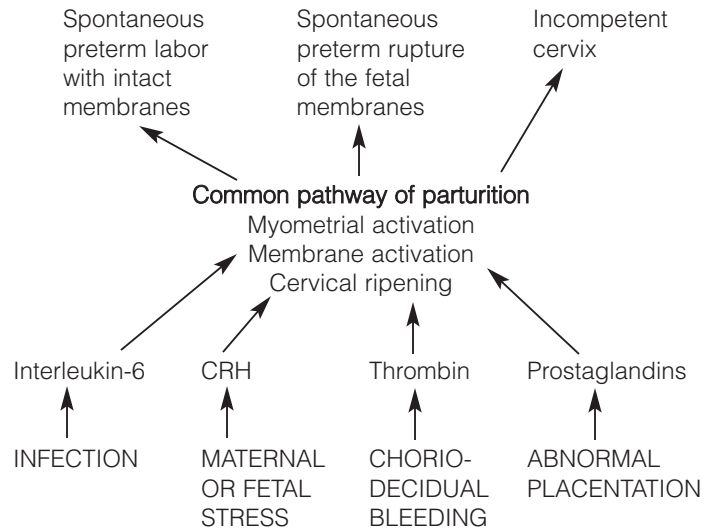 Spontaneous
preterm labor
with intact
membranes
Spontaneous
preterm rupture
of the fetal
membranes
Incompetent
cervix
Common pathway of parturition
Myometrial activation
Membrane activation
Cervical ripening
Interleukin-6
CRH
Thrombin
Prostaglandins
INFECTION
MATERNAL
OR FETAL
STRESS
CHORIO-
DECIDUAL
BLEEDING
ABNORMAL
PLACENTATION